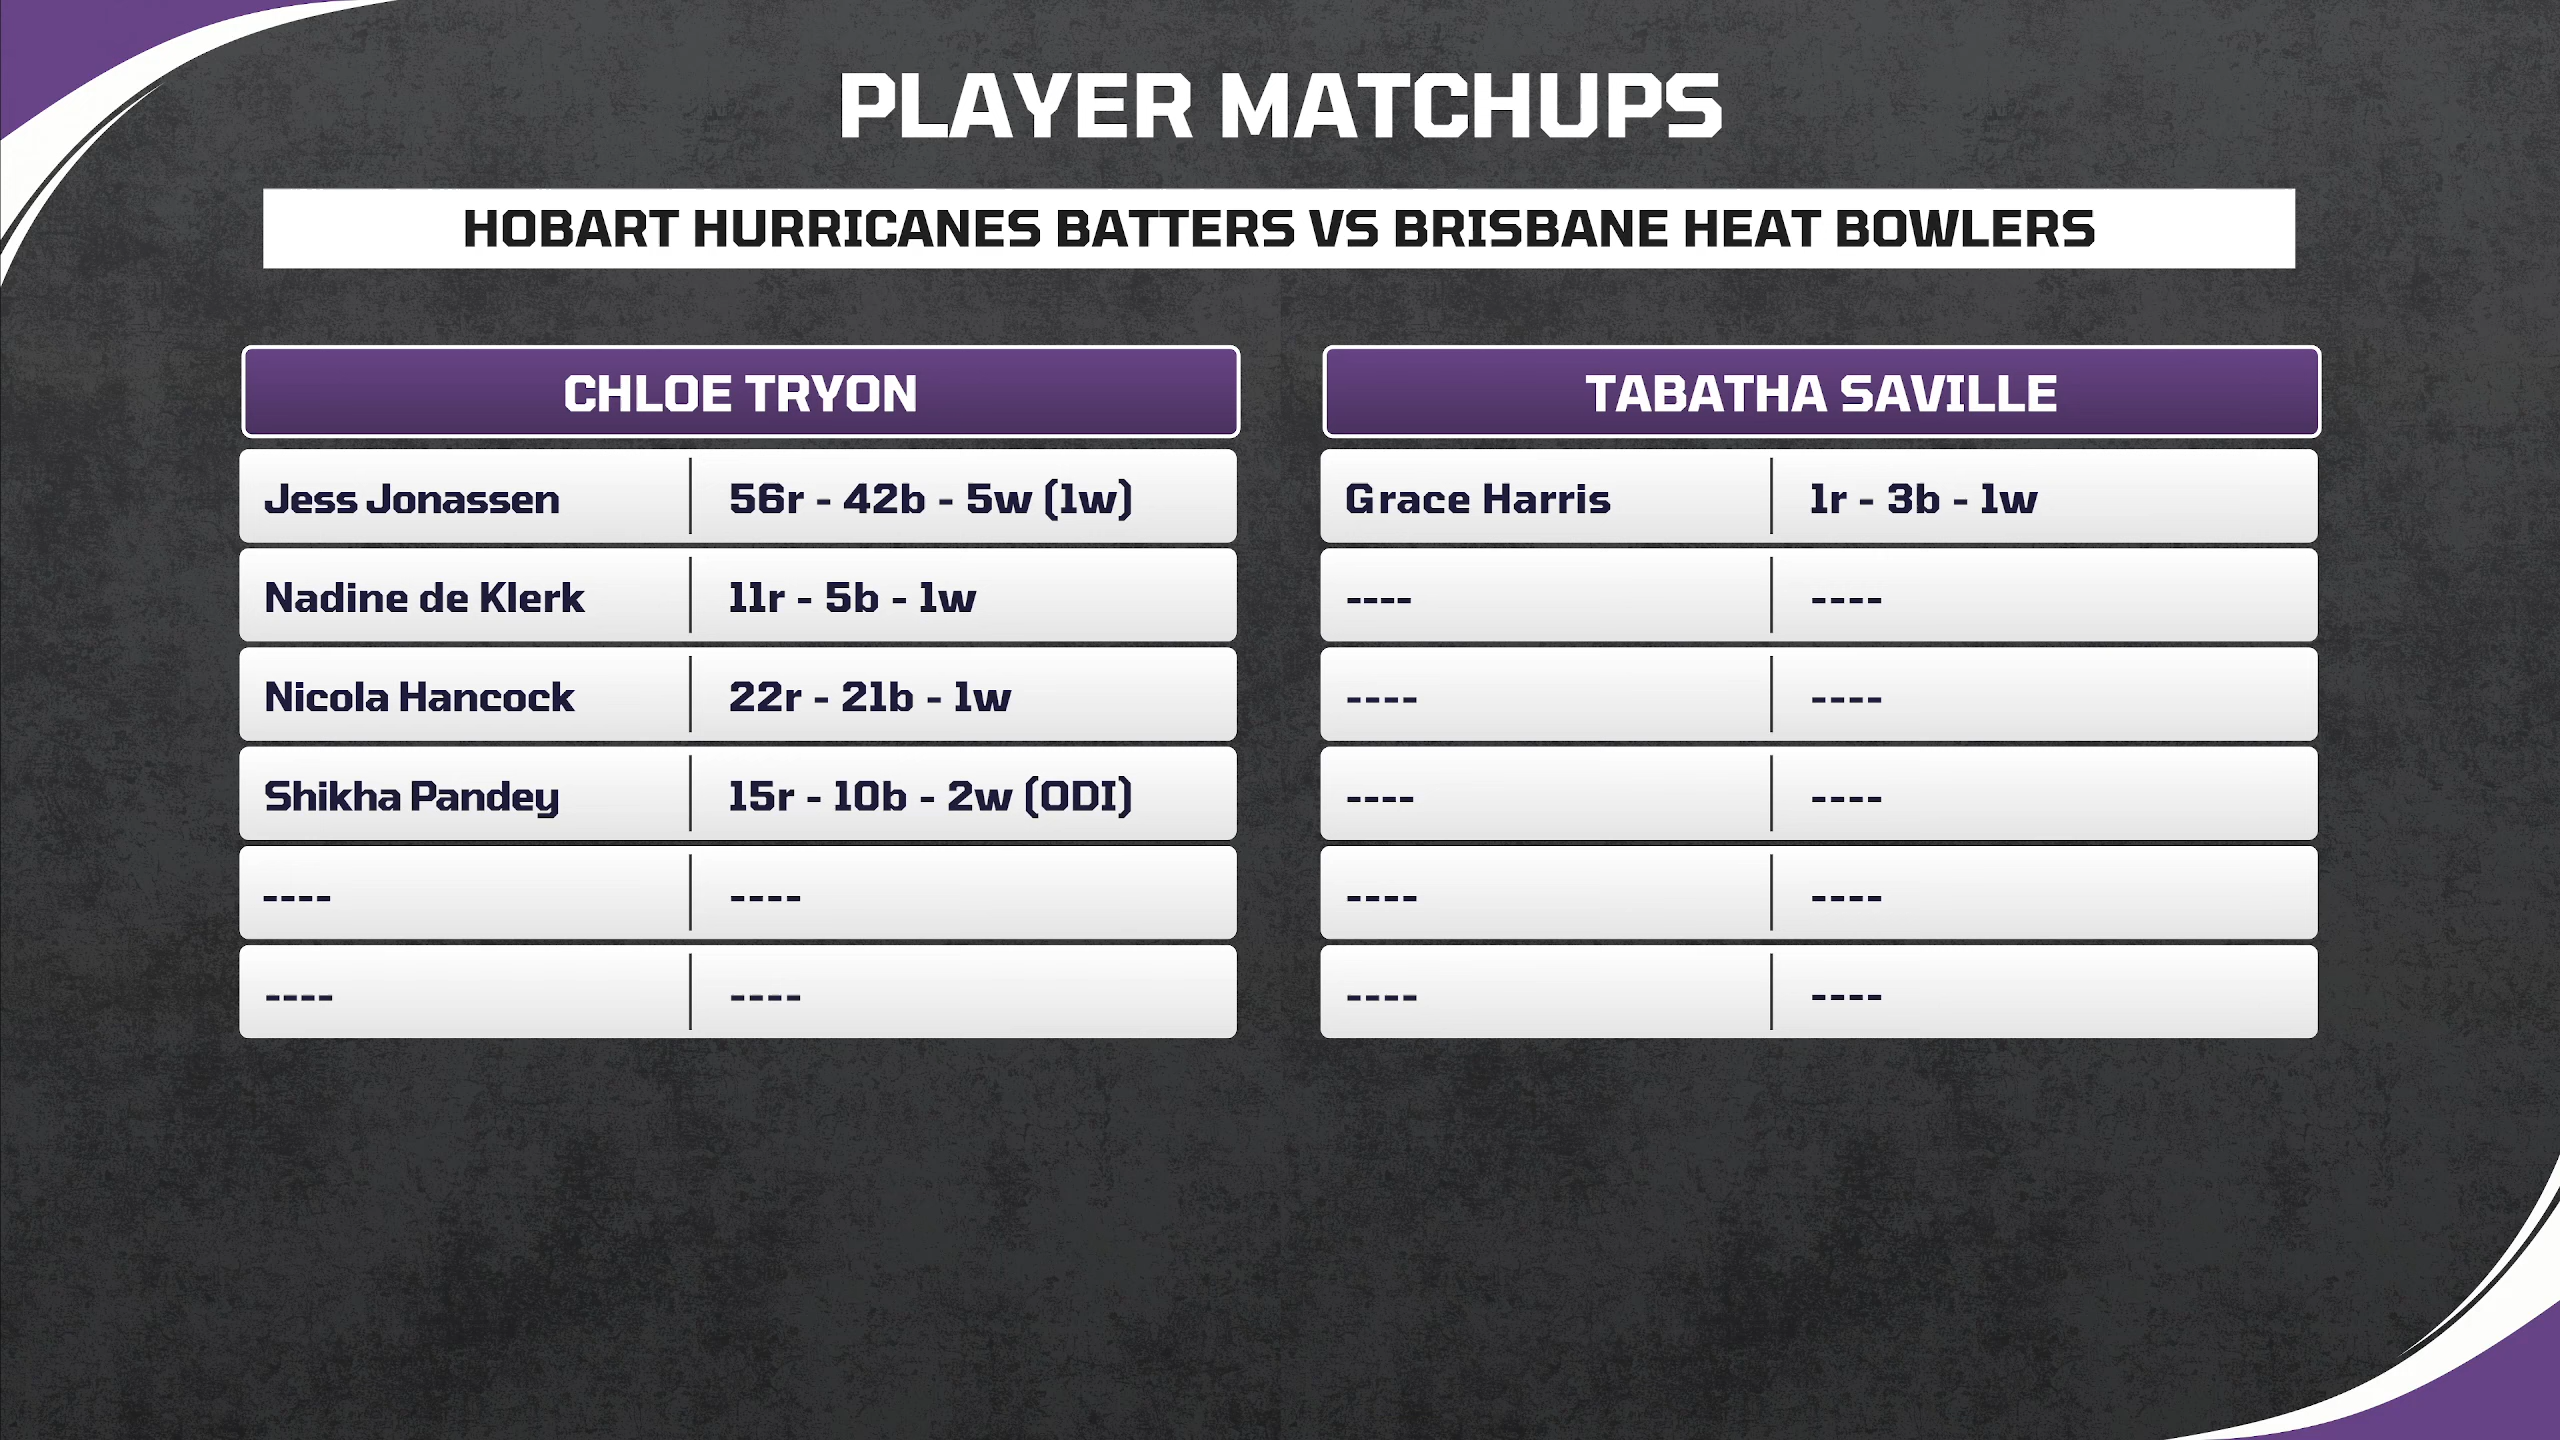 PLAYER MATCHUPS
HOBART HURRICANES BATTERS VS BRISBANE HEAT BOWLERS
CHLOE TRYON
Jess Jonassen 56r - 42b - 5w (1w)
Nadine de Klerk 11r - 5b - 1w
Nicola Hancock 22r - 21b - 1w
Shikha Pandey 15r - 10b - 2w (ODI)
---- ----
---- ----
TABATHA SAVILLE
Grace Harris 1r - 3b - 1w
---- ----
---- ----
---- ----
---- ----
---- ----